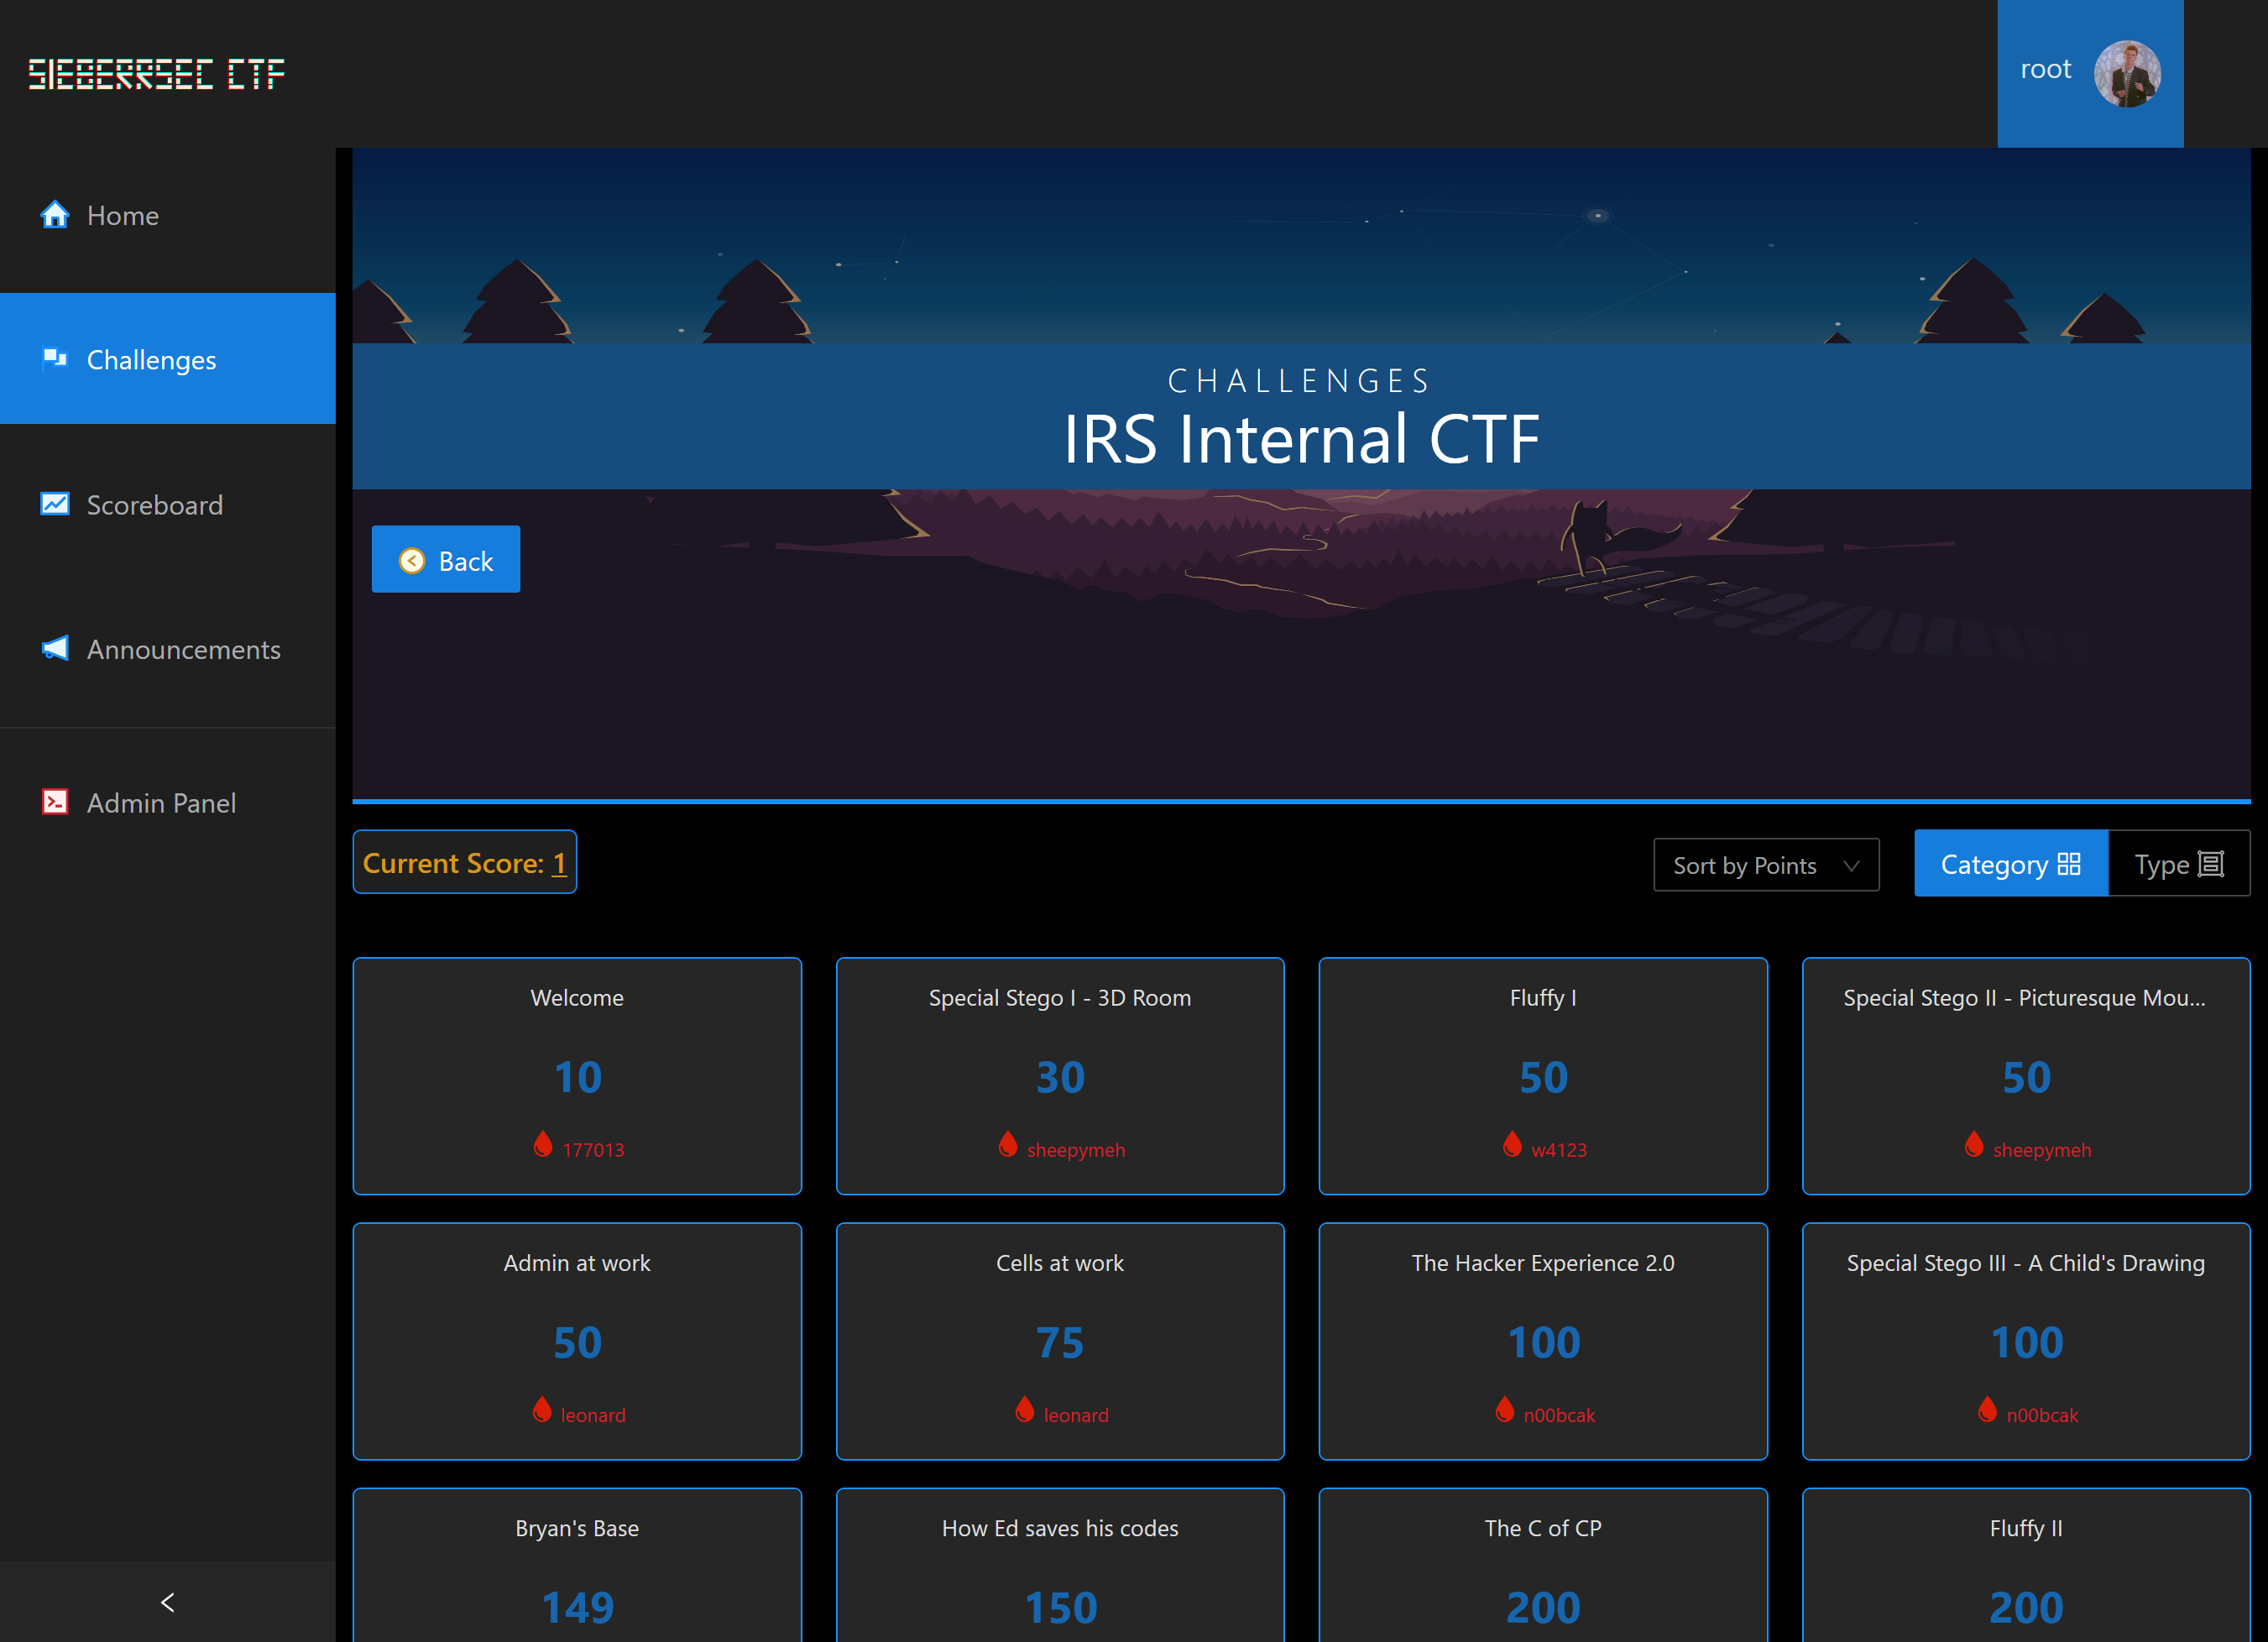 SIEBERRSEC CTF
root
Home
Challenges
Scoreboard
Announcements
Admin Panel
CHALLENGES
IRS Internal CTF
Back
Current Score: 1
Sort by Points
Category
Type
Welcome
10
177013
Special Stego I - 3D Room
30
sheepymeh
Fluffy I
50
w4123
Special Stego II - Picturesque Mou...
50
sheepymeh
Admin at work
50
leonard
Cells at work
75
leonard
The Hacker Experience 2.0
100
n00bcak
Special Stego III - A Child's Drawing
100
n00bcak
Bryan's Base
149
How Ed saves his codes
150
The C of CP
200
Fluffy II
200